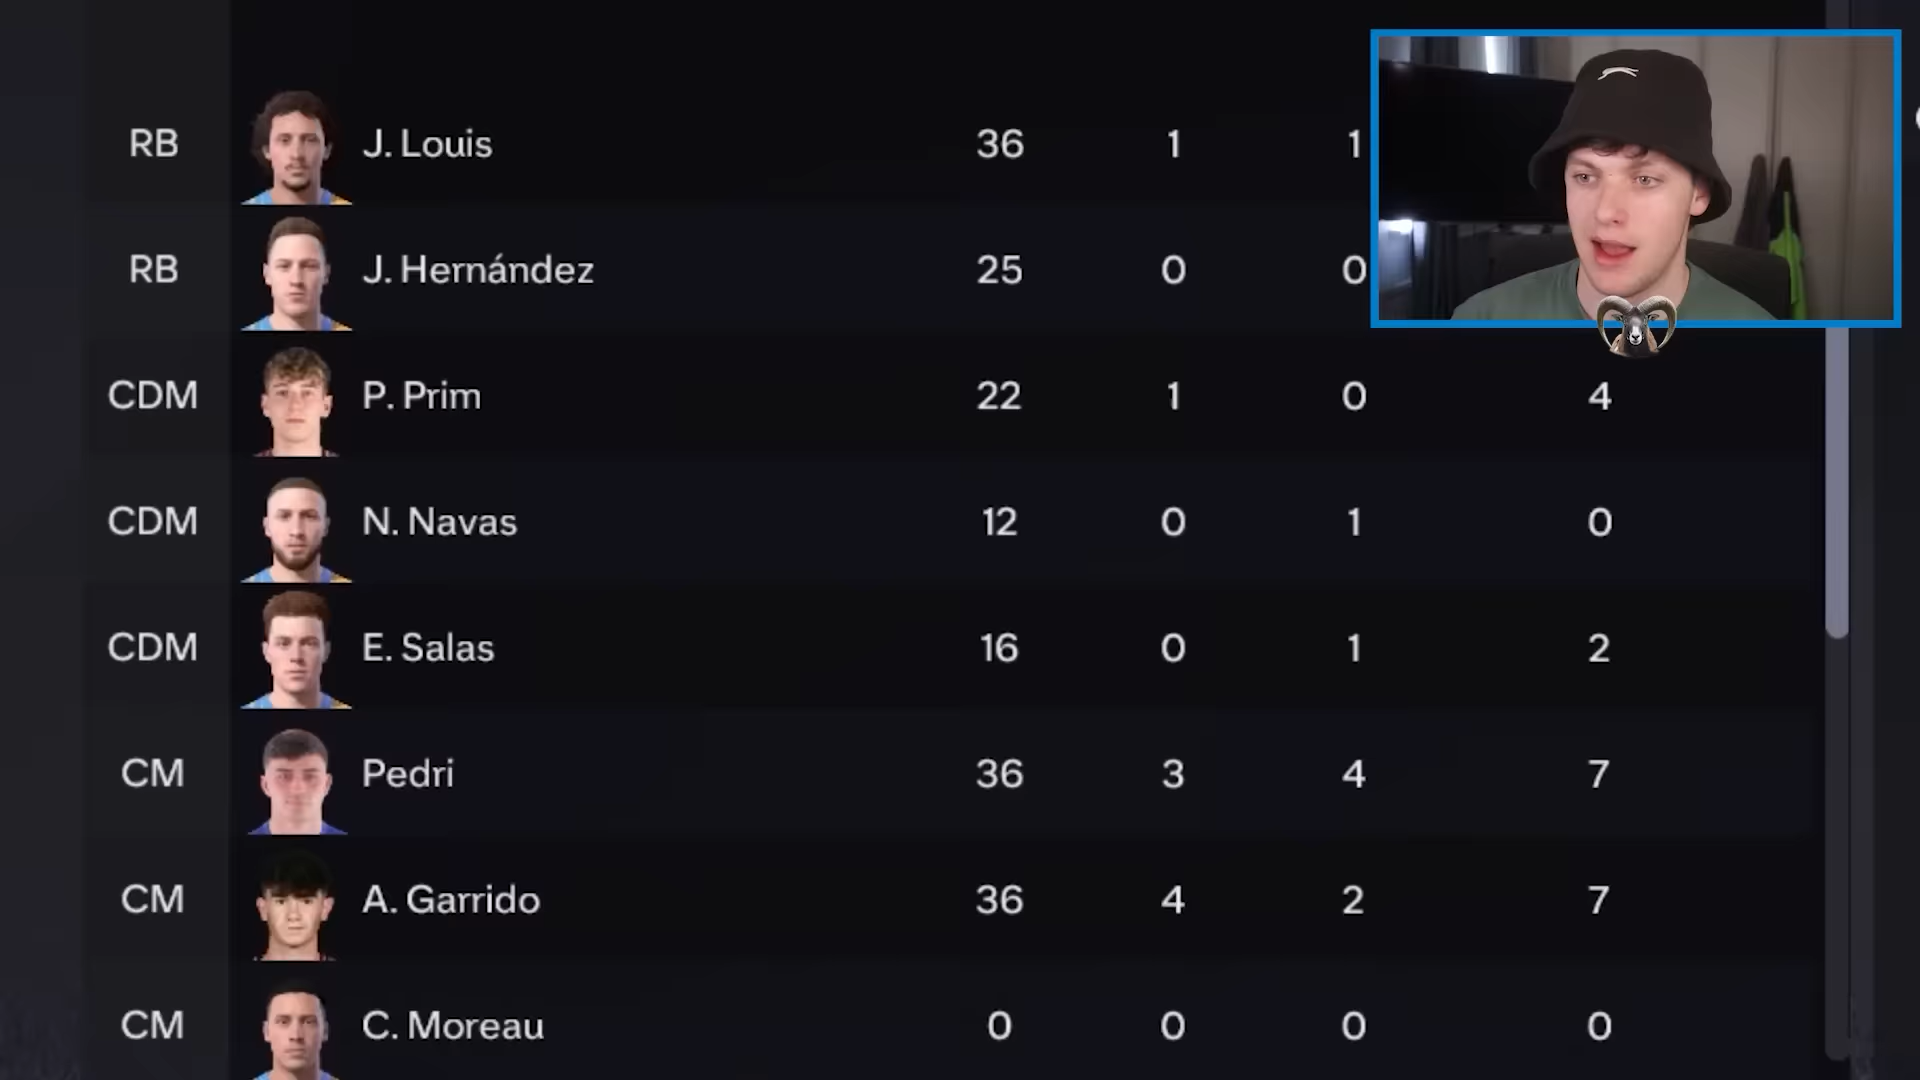 RB J. Louis 36 1 1
RB J. Hernández 25 0 0
CDM P. Prim 22 1 0 4
CDM N. Navas 12 0 1 0
CDM E. Salas 16 0 1 2
CM Pedri 36 3 4 7
CM A. Garrido 36 4 2 7
CM C. Moreau 0 0 0 0